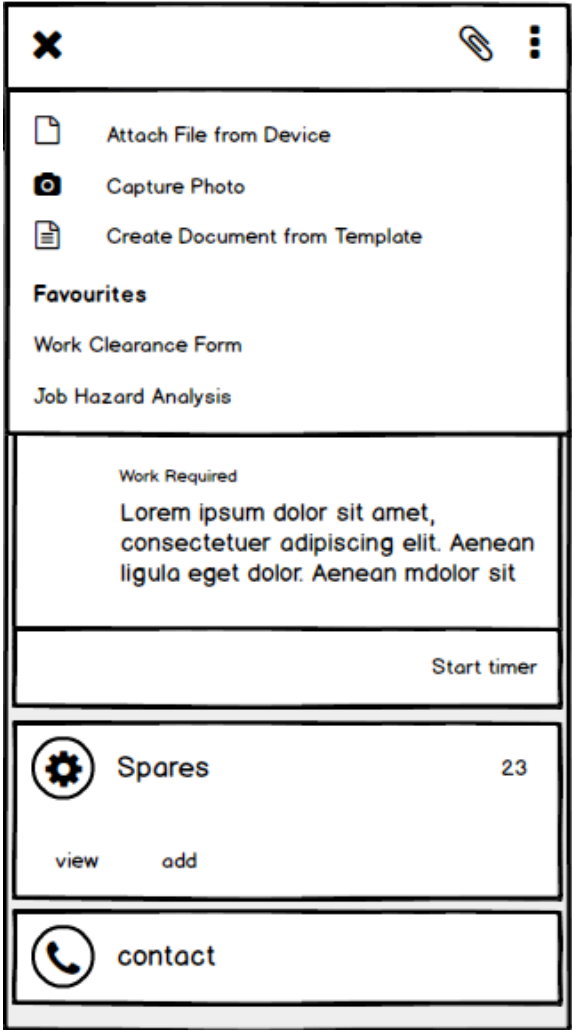 Attach File from Device
Capture Photo
Create Document from Template
Favourites
Work Clearance Form
Job Hazard Analysis
Work Required
Lorem ipsum dolor sit amet,
consectetuer adipiscing elit. Aenean
ligula eget dolor. Aenean mdolor sit
Start timer
Spares 23
view add
contact